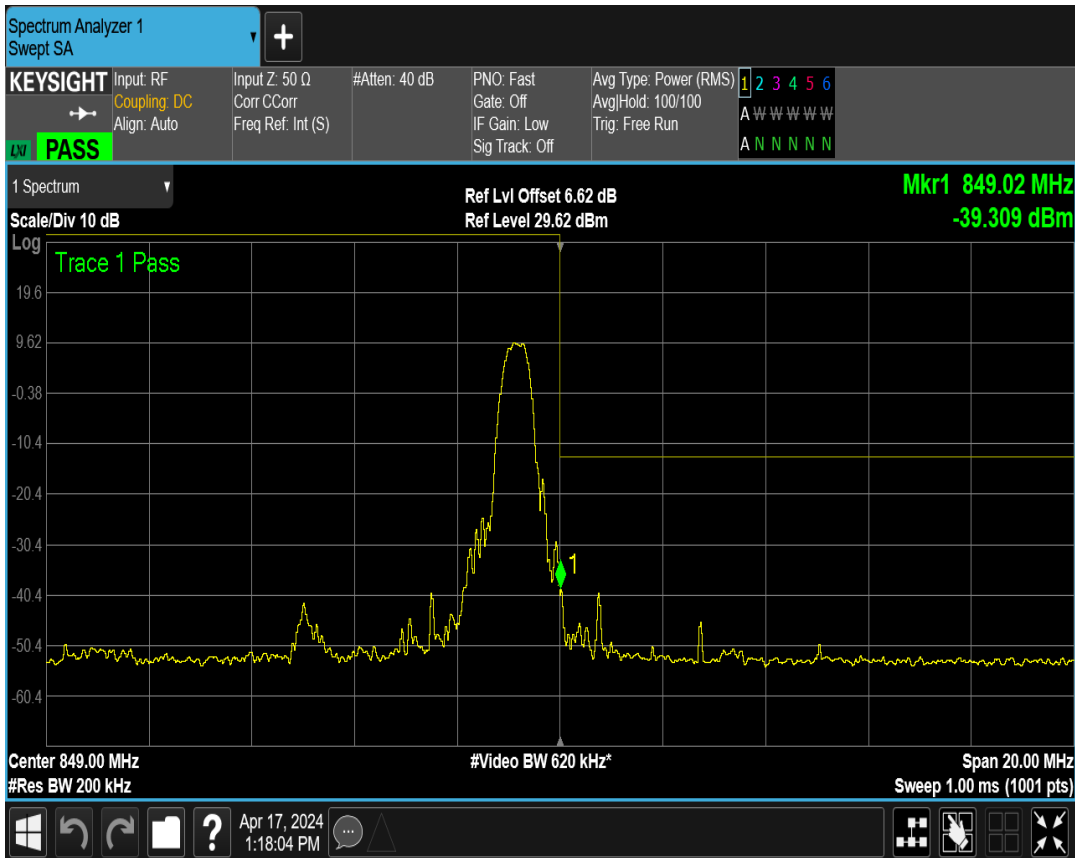 Spectrum Analyzer 1
Swept SA
+
KEYSIGHT
LXI PASS
Input: RF
Coupling: DC
Align: Auto
Input Z: 50 Ω
Corr CCorr
Freq Ref: Int (S)
#Atten: 40 dB
PNO: Fast
Gate: Off
IF Gain: Low
Sig Track: Off
Avg Type: Power (RMS)
Avg|Hold: 100/100
Trig: Free Run
1 2 3 4 5 6
A W W W W W
A N N N N N
1 Spectrum
Scale/Div 10 dB
Ref Lvl Offset 6.62 dB
Ref Level 29.62 dBm
Mkr1 849.02 MHz
-39.309 dBm
Log
Trace 1 Pass
19.6
9.62
-0.38
-10.4
-20.4
-30.4
-40.4
-50.4
-60.4
1
Center 849.00 MHz
#Res BW 200 kHz
#Video BW 620 kHz*
Span 20.00 MHz
Sweep 1.00 ms (1001 pts)
?
Apr 17, 2024
1:18:04 PM